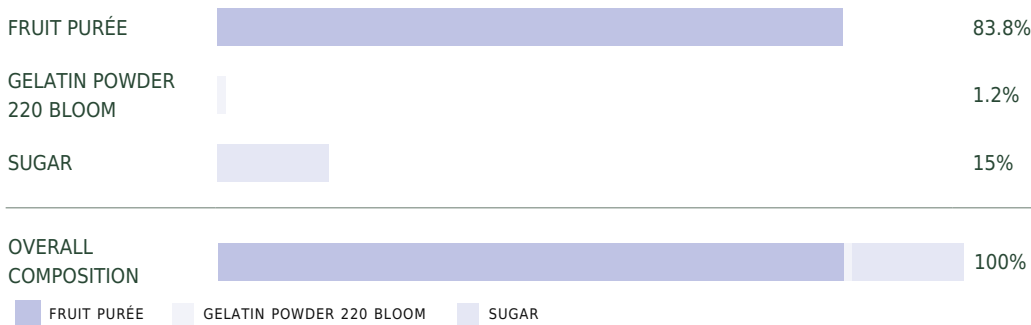 FRUIT PURÉE 83.8%
GELATIN POWDER
220 BLOOM 1.2%
SUGAR 15%
OVERALL
COMPOSITION 100%
FRUIT PURÉE GELATIN POWDER 220 BLOOM SUGAR